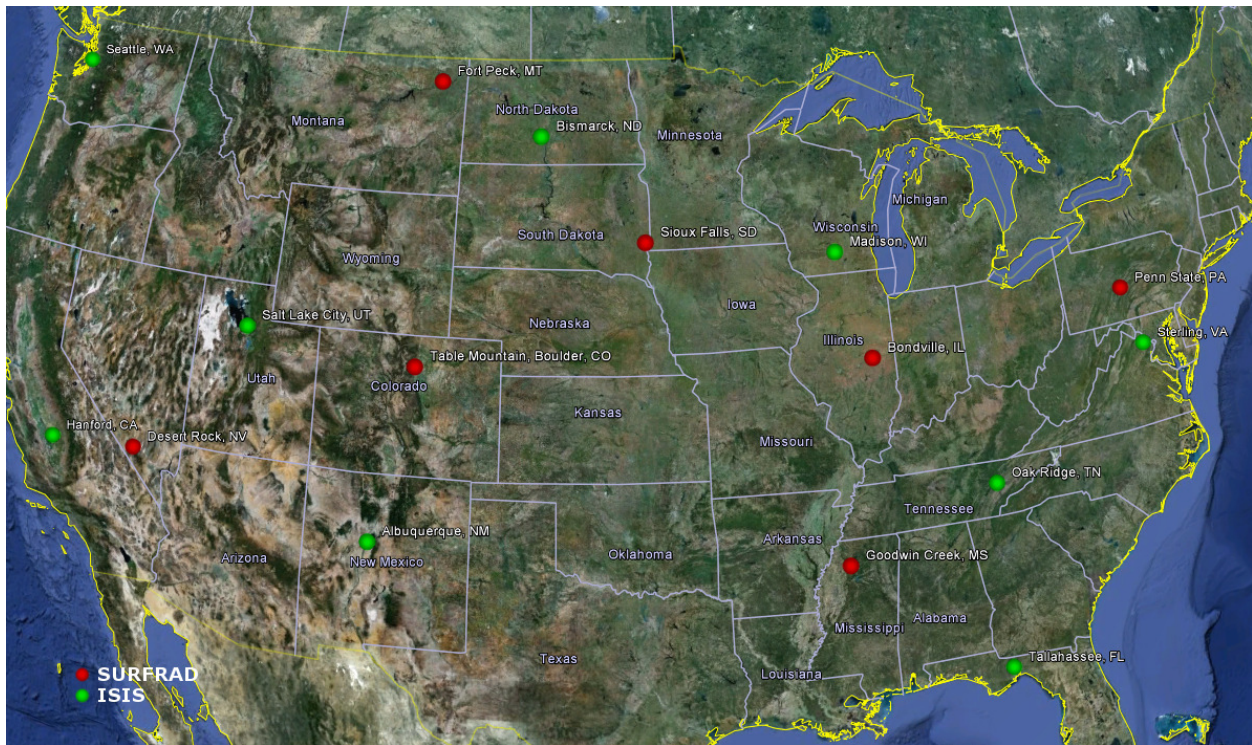 Seattle, WA
Fort Peck, MT
North Dakota
Montana
Bismarck, ND
Minnesota
Michigan
Wisconsin
South Dakota
Sioux Falls, SD
Madison, WI
Wyoming
Penn State, PA
Iowa
Salt Lake City, UT
Nebraska
Sterling, VA
Illinois
Table Mountain, Boulder, CO
Bondville, IL
Utah
Colorado
Kansas
Hanford, CA
Desert Rock, NV
Missouri
Oak Ridge, TN
Tennessee
Albuquerque, NM
Arkansas
Arizona
New Mexico
Oklahoma
Goodwin Creek, MS
Alabama
Mississippi
Texas
Tallahassee, FL
Louisiana
SURFRAD
ISIS